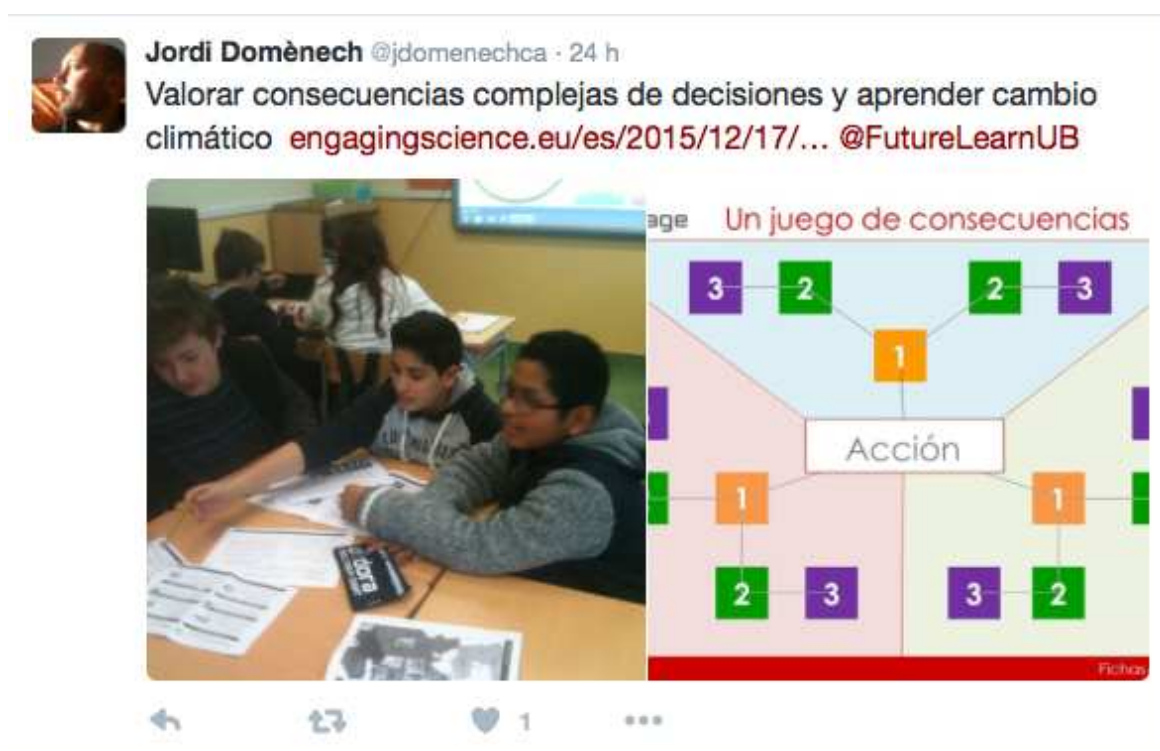 Jordi Domènech @jdomenechca · 24 h
Valorar consecuencias complejas de decisiones y aprender cambio
climático engagingscience.eu/es/2015/12/17/... @FutureLearnUB
age Un juego de consecuencias
3 2 2 3
1
Acción
1 1
2 3 3 2
Fichas
1